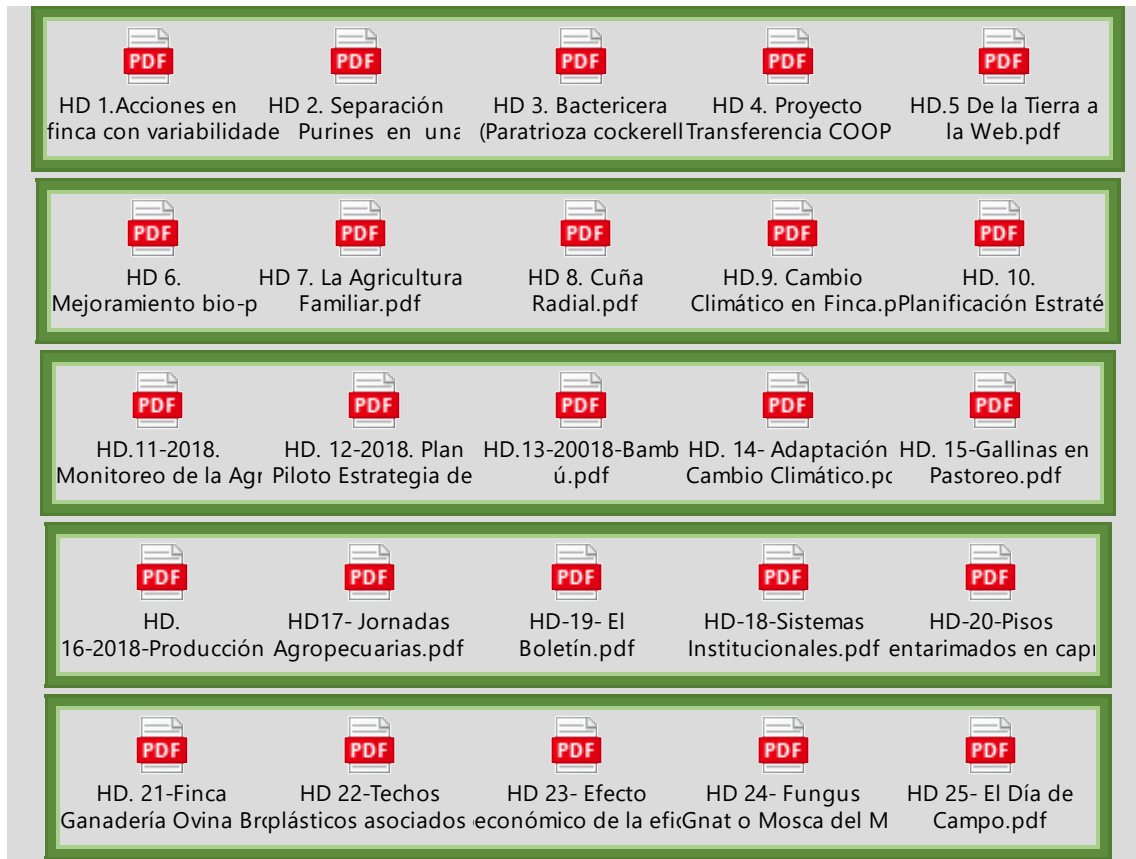 PDF
HD 1.Acciones en
finca con variabilidade
PDF
HD 2. Separación
Purines en una
PDF
HD 3. Bactericera
(Paratrioza cockerell
PDF
HD 4. Proyecto
Transferencia COOP
PDF
HD.5 De la Tierra a
la Web.pdf
PDF
HD 6.
Mejoramiento bio-p
PDF
HD 7. La Agricultura
Familiar.pdf
PDF
HD 8. Cuña
Radial.pdf
PDF
HD.9. Cambio
Climático en Finca.p
PDF
HD. 10.
Planificación Estraté
PDF
HD.11-2018.
Monitoreo de la Agr
PDF
HD. 12-2018. Plan
Piloto Estrategia de
PDF
HD.13-20018-Bamb
ú.pdf
PDF
HD. 14- Adaptación
Cambio Climático.pc
PDF
HD. 15-Gallinas en
Pastoreo.pdf
PDF
HD.
16-2018-Producción
PDF
HD17- Jornadas
Agropecuarias.pdf
PDF
HD-19- El
Boletín.pdf
PDF
HD-18-Sistemas
Institucionales.pdf
PDF
HD-20-Pisos
entarimados en capr
PDF
HD. 21-Finca
Ganadería Ovina Bro
PDF
HD 22-Techos
plásticos asociados
PDF
HD 23- Efecto
económico de la efic
PDF
HD 24- Fungus
Gnat o Mosca del M
PDF
HD 25- El Día de
Campo.pdf